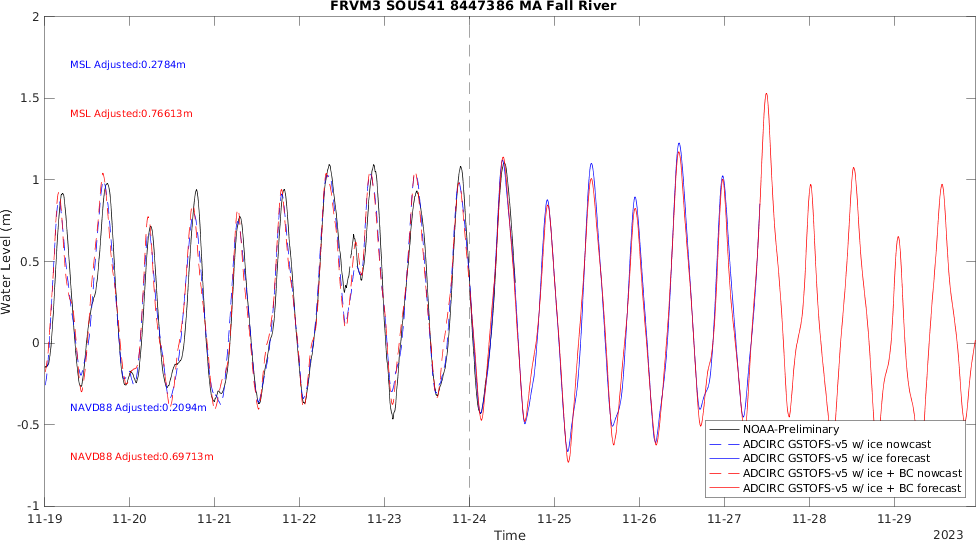 FRVM3 SOUS41 8447386 MA Fall River
2
1.5
1
0.5
0
-0.5
-1
Water Level (m)
MSL Adjusted:0.2784m
MSL Adjusted:0.76613m
NAVD88 Adjusted:0.2094m
NAVD88 Adjusted:0.69713m
NOAA-Preliminary
ADCIRC GSTOFS-v5 w/ ice nowcast
ADCIRC GSTOFS-v5 w/ ice forecast
ADCIRC GSTOFS-v5 w/ ice + BC nowcast
ADCIRC GSTOFS-v5 w/ ice + BC forecast
11-19 11-20 11-21 11-22 11-23 11-24 11-25 11-26 11-27 11-28 11-29
Time
2023